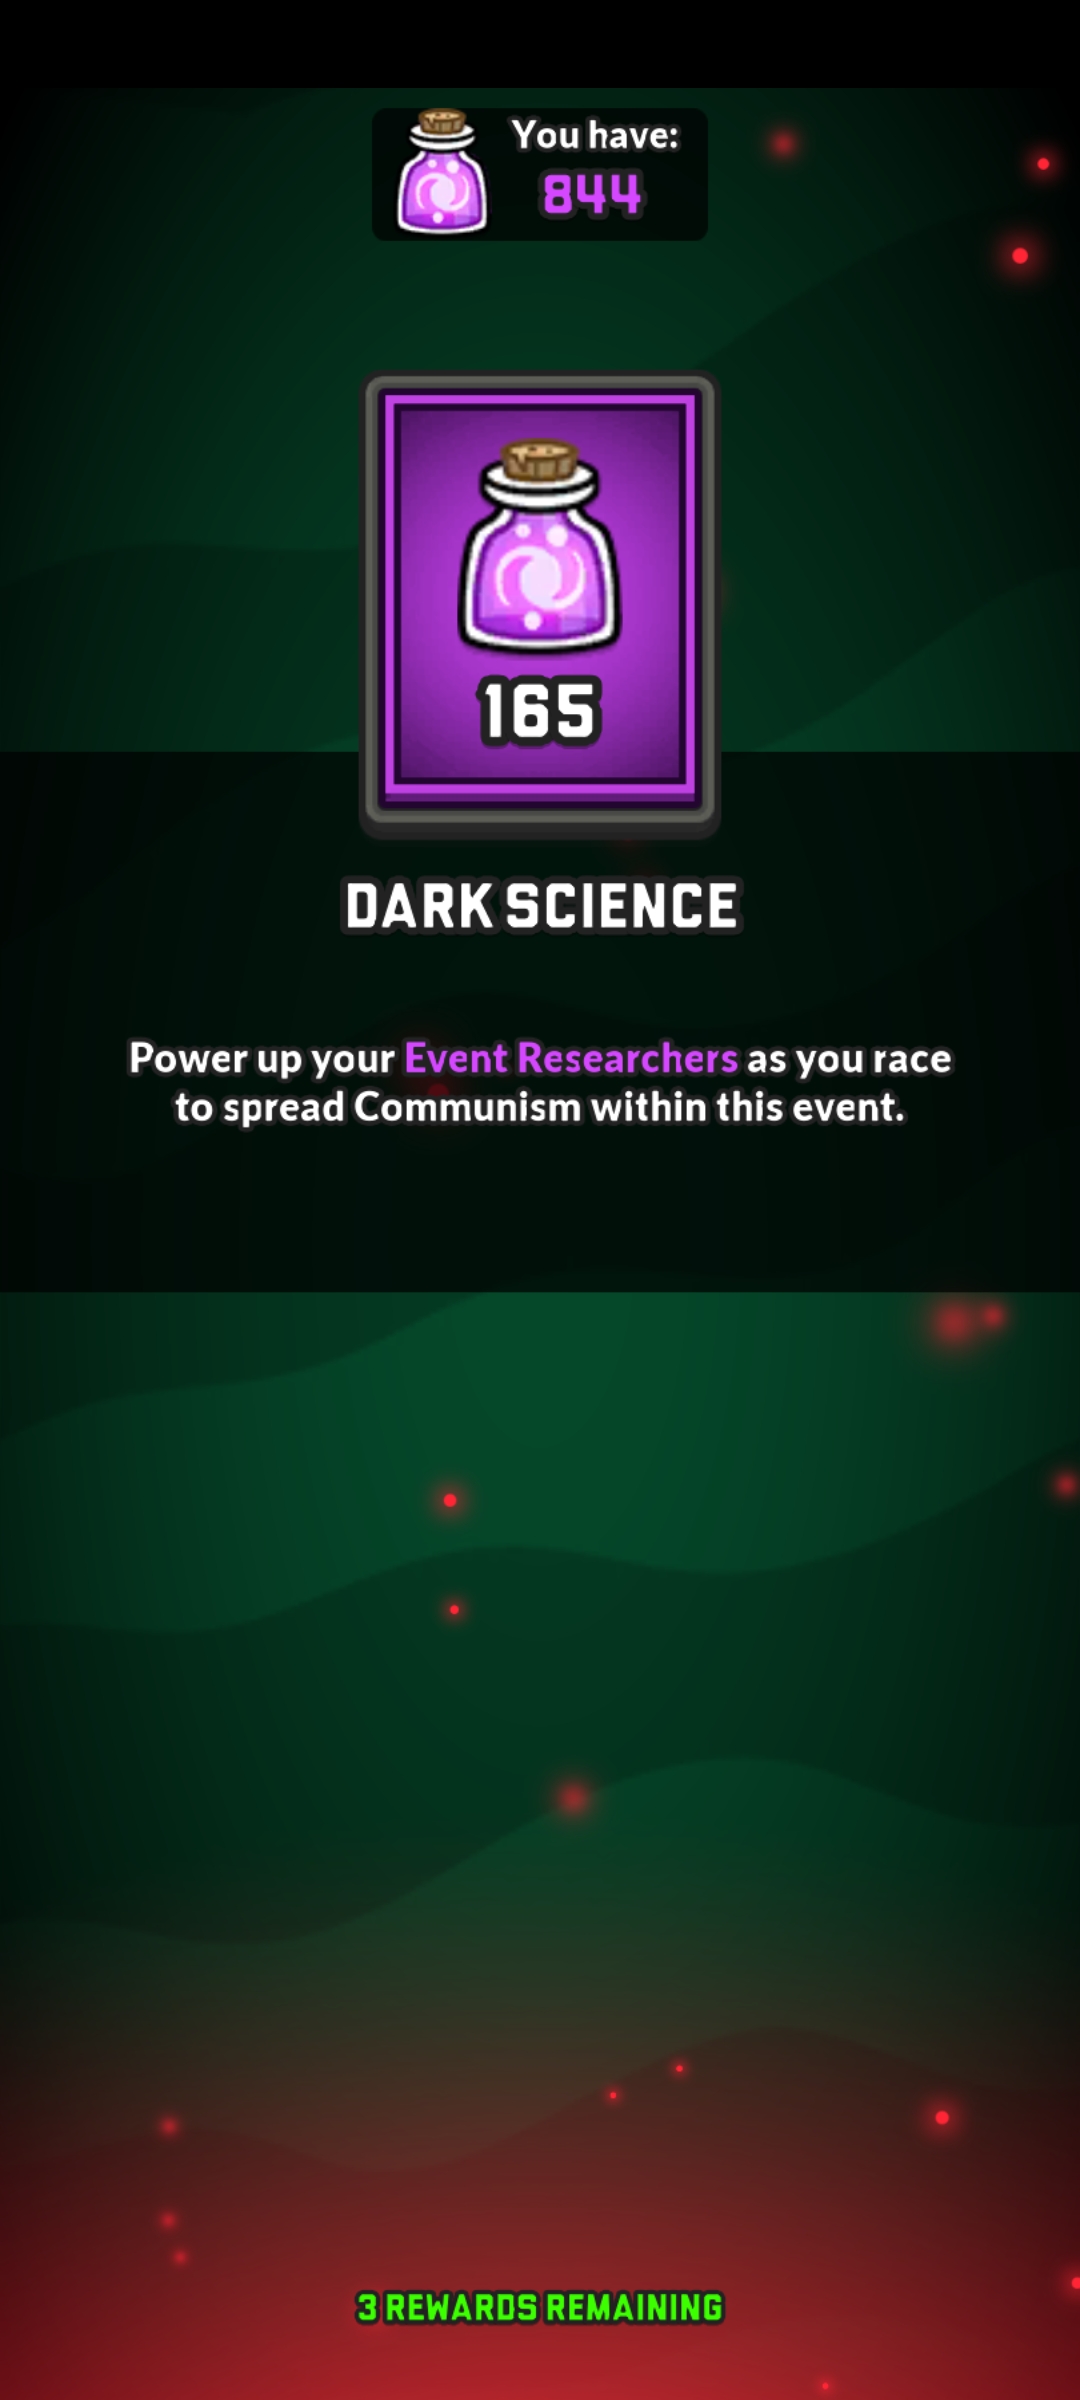 You have:
844
165
DARK SCIENCE
Power up your Event Researchers as you race
to spread Communism within this event.
3 REWARDS REMAINING